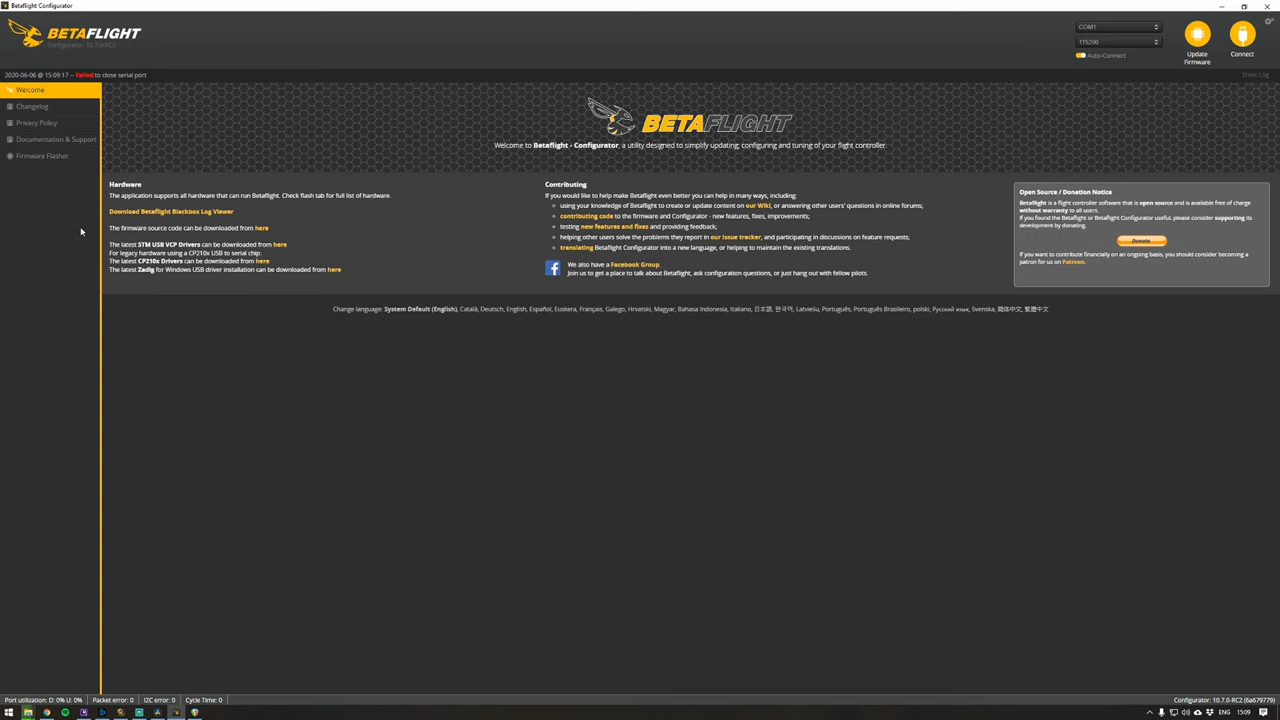 Betaflight Configurator
BETAFLIGHT
Configurator: 10.7.0-RC2
COM1
115200
Auto-Connect
Update
Firmware
Connect
2020-06-06 @ 15:09:17 -- Failed to close serial port
Show Log
Welcome
Changelog
Privacy Policy
Documentation & Support
Firmware Flasher
BETAFLIGHT
Welcome to Betaflight - Configurator, a utility designed to simplify updating, configuring and tuning of your flight controller.
Hardware
The application supports all hardware that can run Betaflight. Check flash tab for full list of hardware.
Download Betaflight Blackbox Log Viewer
The firmware source code can be downloaded from here
The latest STM USB VCP Drivers can be downloaded from here
For legacy hardware using a CP210x USB to serial chip:
The latest CP210x Drivers can be downloaded from here
The latest Zadig for Windows USB driver installation can be downloaded from here
Contributing
If you would like to help make Betaflight even better you can help in many ways, including:
using your knowledge of Betaflight to create or update content on our Wiki, or answering other users' questions in online forums;
contributing code to the firmware and Configurator - new features, fixes, improvements;
testing new features and fixes and providing feedback;
helping other users solve the problems they report in our issue tracker, and participating in discussions on feature requests;
translating Betaflight Configurator into a new language, or helping to maintain the existing translations.
We also have a Facebook Group.
Join us to get a place to talk about Betaflight, ask configuration questions, or just hang out with fellow pilots.
Open Source / Donation Notice
Betaflight is a flight controller software that is open source and is available free of charge
without warranty to all users.
If you found the Betaflight or Betaflight Configurator useful, please consider supporting its
development by donating.
Donate
If you want to contribute financially on an ongoing basis, you should consider becoming a
patron for us on Patreon.
Change language: System Default (English), Català, Deutsch, English, Español, Euskera, Français, Galego, Hrvatski, Magyar, Bahasa Indonesia, Italiano, 日本語, 한국어, Latviešu, Português, Português Brasileiro, polski, Русский язык, Svenska, 简体中文, 繁體中文
Port utilization: D: 0% U: 0%
Packet error: 0
I2C error: 0
Cycle Time: 0
Configurator: 10.7.0-RC2 (6a679779)
ENG
15:09